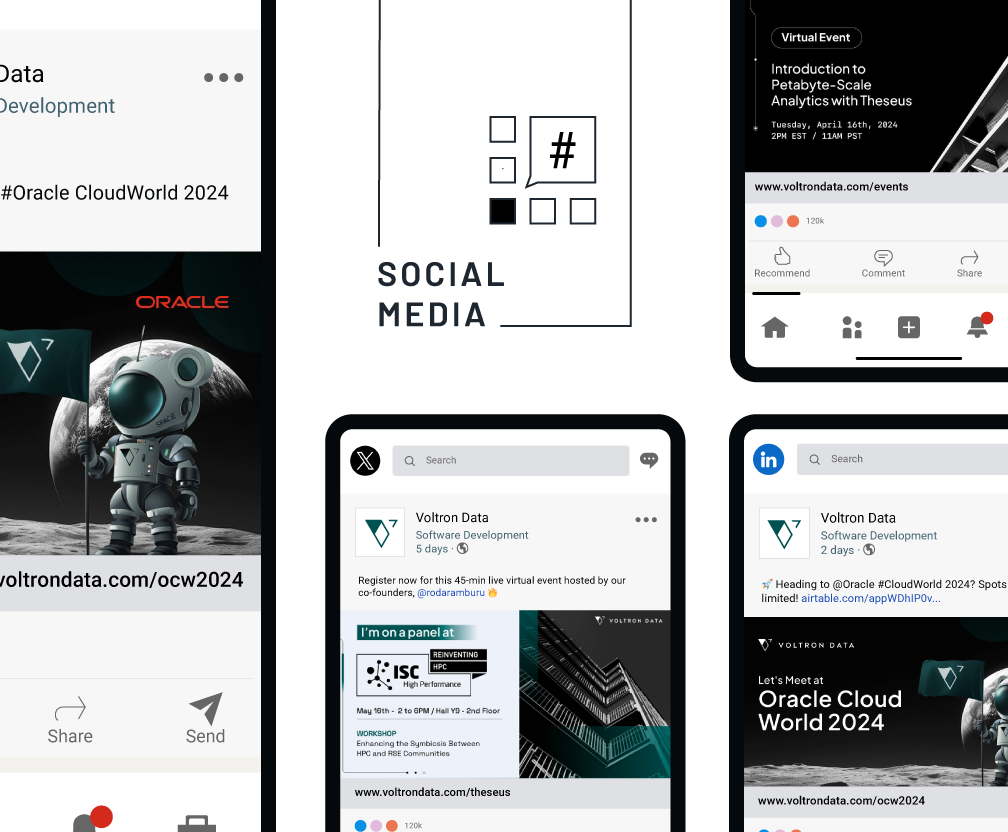 Data
Development
#Oracle CloudWorld 2024
ORACLE
SPACE
voltrondata.com/ocw2024
Share
Send
#
SOCIAL
MEDIA
Virtual Event
Introduction to
Petabyte-Scale
Analytics with Theseus
Tuesday, April 16th, 2024
2PM EST / 11AM PST
www.voltrondata.com/events
120k
Recommend
Comment
Share
X
Search
Voltron Data
Software Development
5 days ·
Register now for this 45-min live virtual event hosted by our
co-founders, @rodaramburu 🔥
I'm on a panel at
VOLTRON DATA
REINVENTING
HPC
ISC
High Performance
May 16th - 2 to 6PM / Hall Y9 - 2nd Floor
WORKSHOP
Enhancing the Symbiosis Between
HPC and RSE Communities
www.voltrondata.com/theseus
120k
in
Search
Voltron Data
Software Development
2 days ·
🚀 Heading to @Oracle #CloudWorld 2024? Spots
limited! airtable.com/appWDhIP0v...
VOLTRON DATA
Let's Meet at
Oracle Cloud
World 2024
www.voltrondata.com/ocw2024